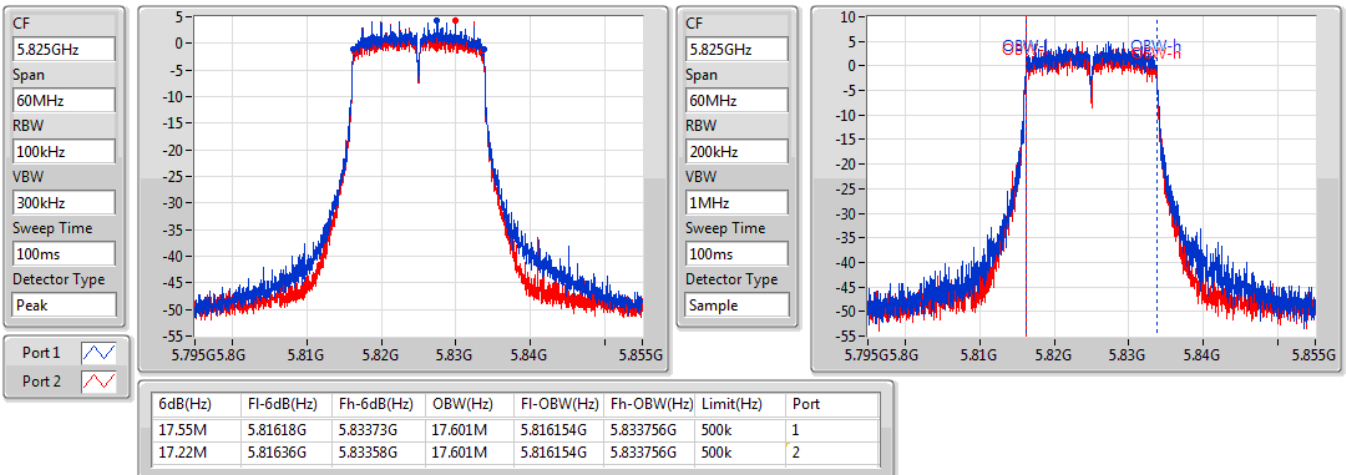 CF
5.825GHz
Span
60MHz
RBW
100kHz
VBW
300kHz
Sweep Time
100ms
Detector Type
Peak
Port 1
Port 2
5
0
-5
-10
-15
-20
-25
-30
-35
-40
-45
-50
-55
5.795G 5.8G 5.81G 5.82G 5.83G 5.84G 5.855G
CF
5.825GHz
Span
60MHz
RBW
200kHz
VBW
1MHz
Sweep Time
100ms
Detector Type
Sample
10
5
0
-5
-10
-15
-20
-25
-30
-35
-40
-45
-50
-55
OBW-l OBW-h
5.795G 5.8G 5.81G 5.82G 5.83G 5.84G 5.855G
6dB(Hz) Fl-6dB(Hz) Fh-6dB(Hz) OBW(Hz) Fl-OBW(Hz) Fh-OBW(Hz) Limit(Hz) Port
17.55M 5.81618G 5.83373G 17.601M 5.816154G 5.833756G 500k 1
17.22M 5.81636G 5.83358G 17.601M 5.816154G 5.833756G 500k 2